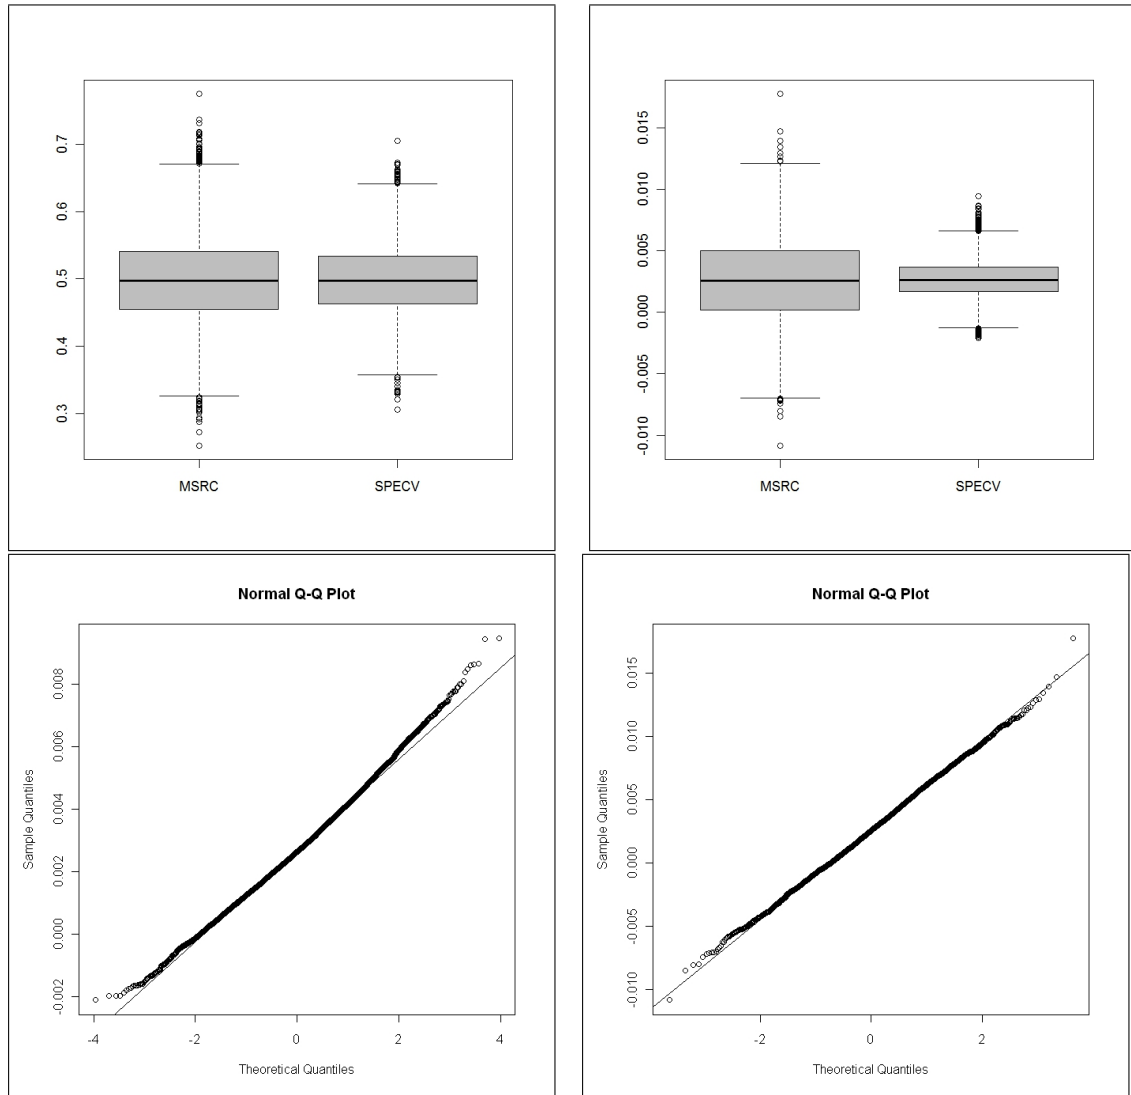 0.7
0.6
0.5
0.4
0.3
MSRC SPECV
0.015
0.010
0.005
0.000
-0.005
-0.010
MSRC SPECV
Normal Q-Q Plot
Sample Quantiles
0.008
0.006
0.004
0.002
0.000
-0.002
-4 -2 0 2 4
Theoretical Quantiles
Normal Q-Q Plot
Sample Quantiles
0.015
0.010
0.005
0.000
-0.005
-0.010
-2 0 2
Theoretical Quantiles